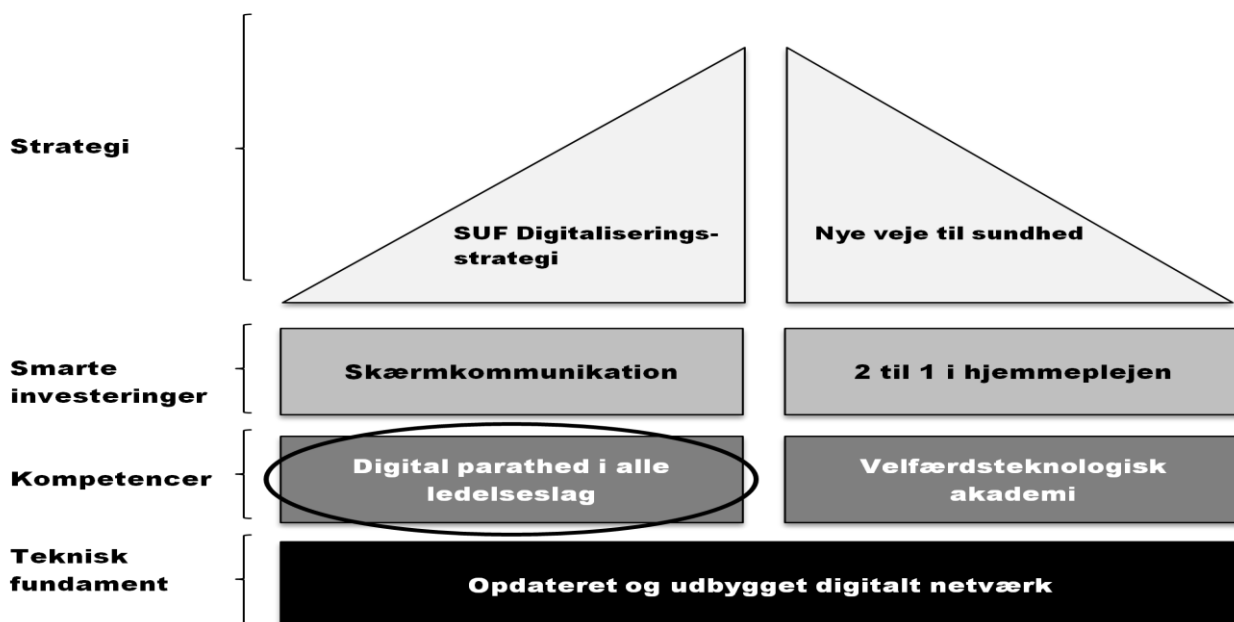 Strategi
SUF Digitaliserings-
strategi
Nye veje til sundhed
Smarte
investeringer
Skærmkommunikation
2 til 1 i hjemmeplejen
Kompetencer
Digital parathed i alle
ledelseslag
Velfærdsteknologisk
akademi
Teknisk
fundament
Opdateret og udbygget digitalt netværk